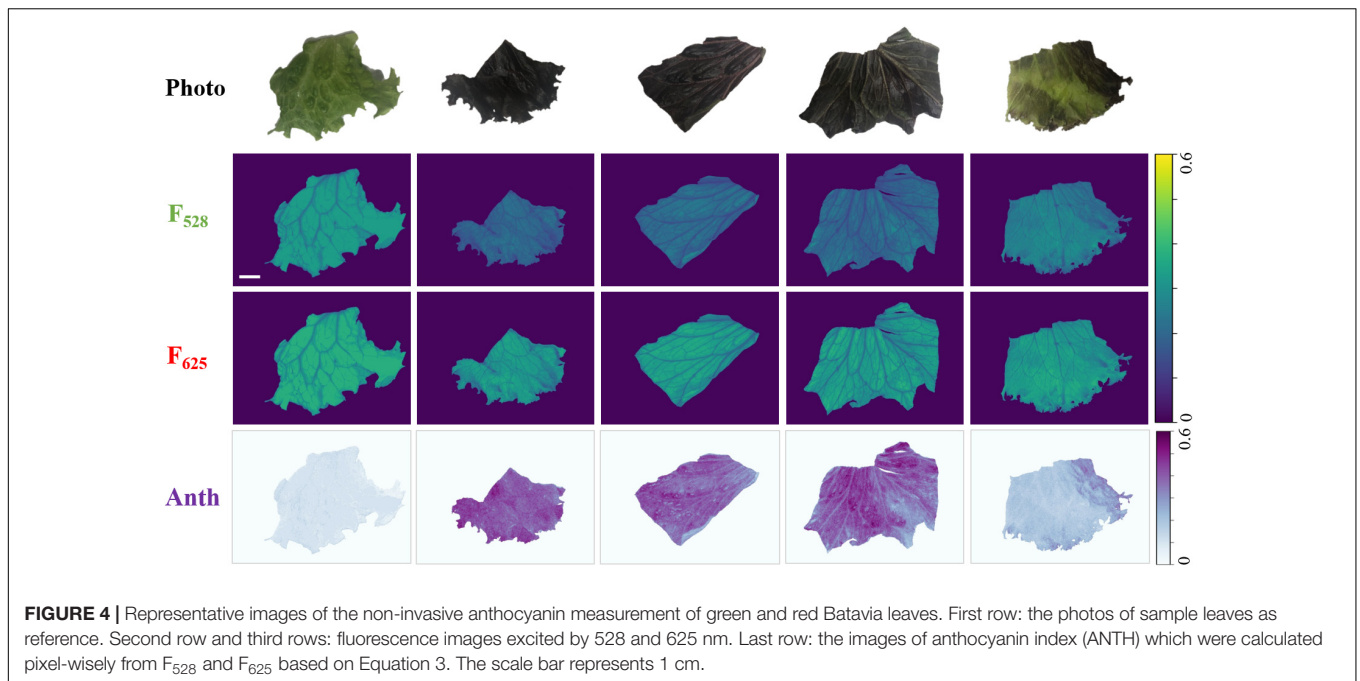 Photo
F528
0.6
0
F625
Anth
0.6
0
FIGURE 4 | Representative images of the non-invasive anthocyanin measurement of green and red Batavia leaves. First row: the photos of sample leaves as
reference. Second row and third rows: fluorescence images excited by 528 and 625 nm. Last row: the images of anthocyanin index (ANTH) which were calculated
pixel-wisely from F528 and F625 based on Equation 3. The scale bar represents 1 cm.